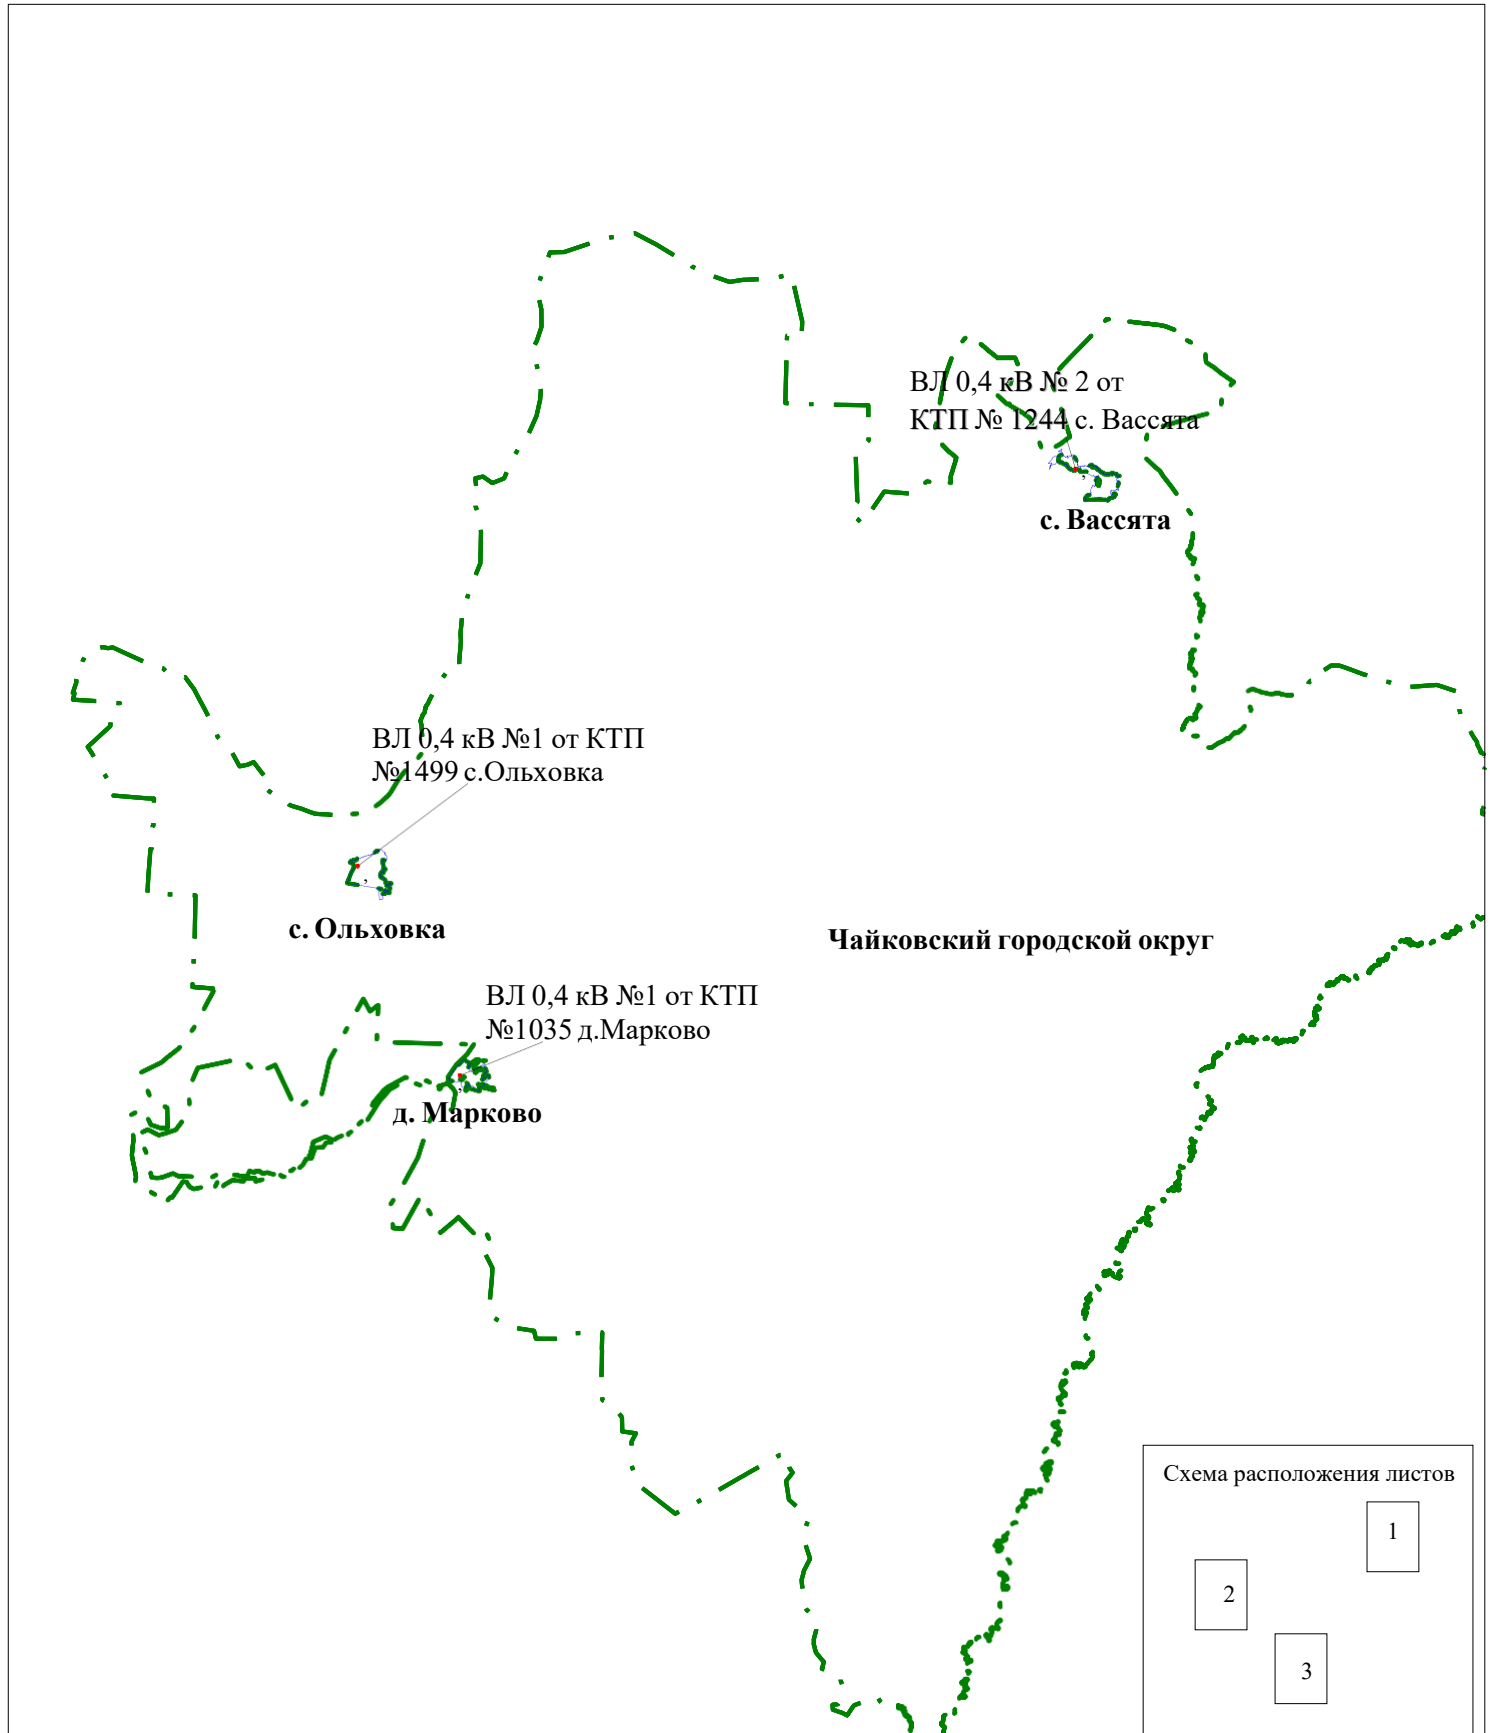 ВЛ 0,4 кВ № 2 от
КТП № 1244 с. Вассята
с. Вассята
ВЛ 0,4 кВ №1 от КТП
№1499 с.Ольховка
с. Ольховка
Чайковский городской округ
ВЛ 0,4 кВ №1 от КТП
№1035 д.Марково
д. Марково
Схема расположения листов
1
2
3